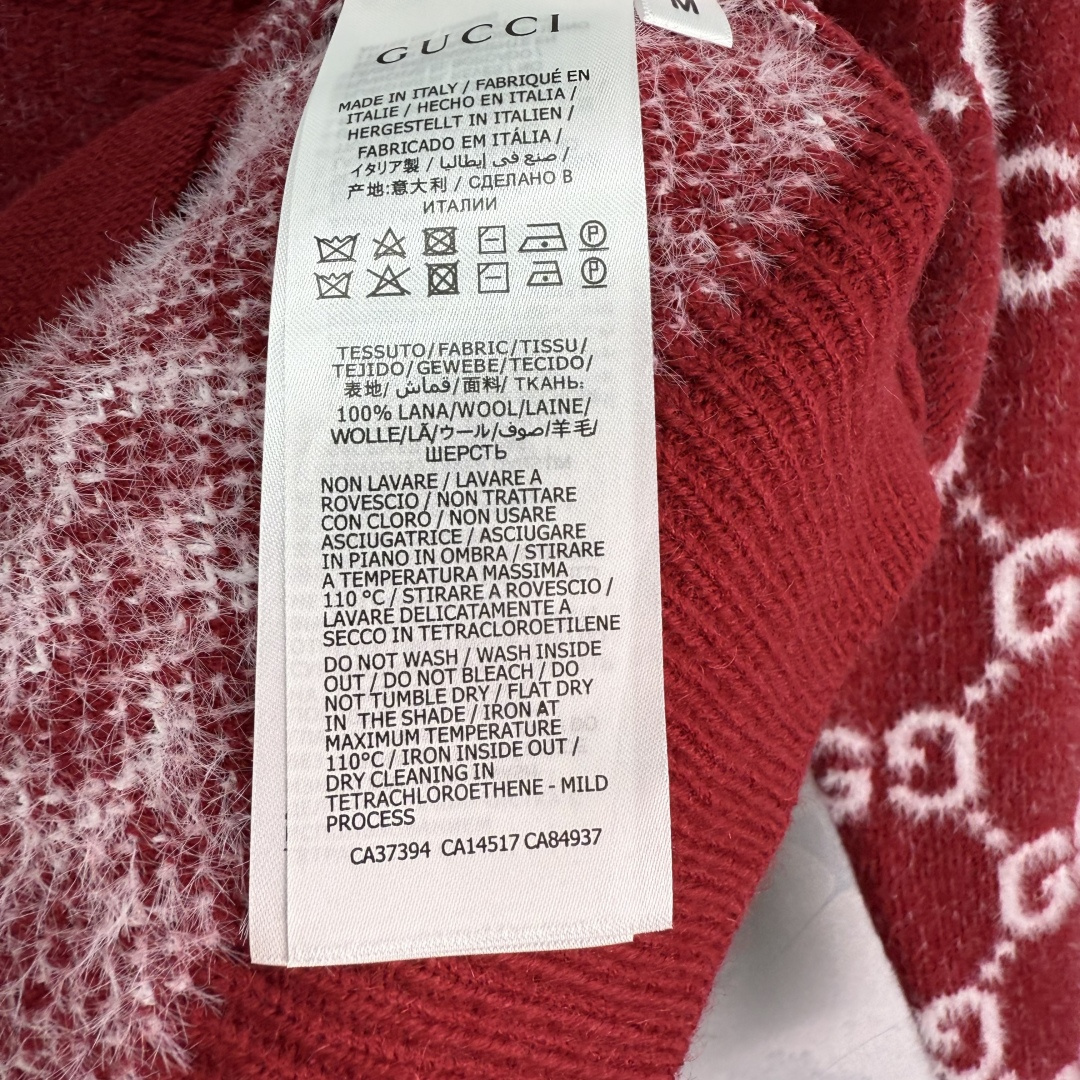 M
GUCCI
MADE IN ITALY / FABRIQUÉ EN
ITALIE / HECHO EN ITALIA /
HERGESTELLT IN ITALIEN /
FABRICADO EM ITÁLIA /
イタリア製 / صنع في إيطاليا /
产地:意大利 / СДЕЛАНО В
ИТАЛИИ
P
P
TESSUTO/FABRIC/TISSU/
TEJIDO/GEWEBE/TECIDO/
表地/ قماش/面料/ ТКАНЬ:
100% LANA/WOOL/LAINE/
WOLLE/LÃ/ウール/صوف/羊毛/
ШЕРСТЬ
NON LAVARE / LAVARE A
ROVESCIO / NON TRATTARE
CON CLORO / NON USARE
ASCIUGATRICE / ASCIUGARE
IN PIANO IN OMBRA / STIRARE
A TEMPERATURA MASSIMA
110 °C / STIRARE A ROVESCIO /
LAVARE DELICATAMENTE A
SECCO IN TETRACLOROETILENE
DO NOT WASH / WASH INSIDE
OUT / DO NOT BLEACH / DO
NOT TUMBLE DRY / FLAT DRY
IN THE SHADE / IRON AT
MAXIMUM TEMPERATURE
110°C / IRON INSIDE OUT /
DRY CLEANING IN
TETRACHLOROETHENE - MILD
PROCESS
CA37394 CA14517 CA84937